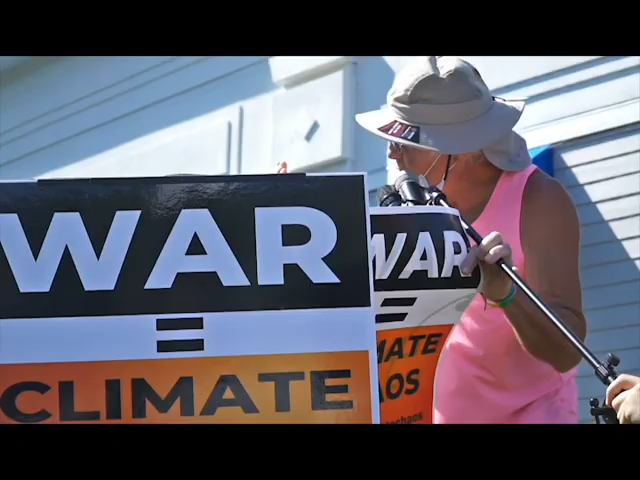 WAR
=
CLIMATE
WAR
=
MATE
AOS